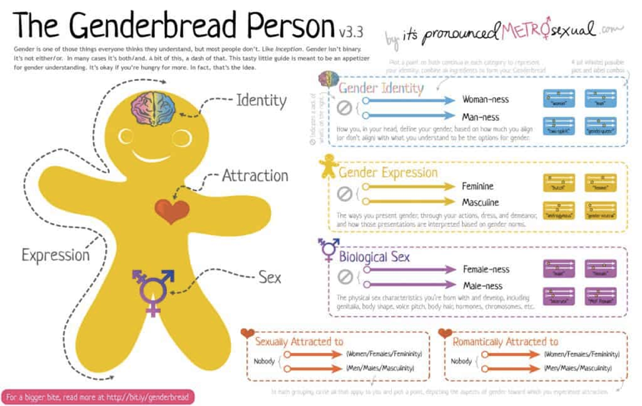 The Genderbread Person v3.3
by it's pronounced METROsexual.com
Gender is one of those things everyone thinks they understand, but most people don't. Like Inception. Gender isn't binary.
It's not either/or. In many cases it's both/and. A bit of this, a dash of that. This tasty little guide is meant to be an appetizer
for gender understanding. It's okay if you're hungry for more. In fact, that's the idea.
Identity
Attraction
Expression
Sex
Gender Identity
Woman-ness
Man-ness
How you, in your head, define your gender, based on how much you align
(or don't align) with what you understand to be the options for gender.
Gender Expression
Feminine
Masculine
The ways you present gender, through your actions, dress, and demeanor,
and how those presentations are interpreted based on gender norms.
Biological Sex
Female-ness
Male-ness
The physical sex characteristics you're born with and develop, including
genitalia, body shape, voice pitch, body hair, hormones, chromosomes, etc.
Sexually Attracted to
Nobody
(Women/Females/Femininity)
(Men/Males/Masculinity)
Romantically Attracted to
Nobody
(Women/Females/Femininity)
(Men/Males/Masculinity)
For a bigger bite, read more at http://bit.ly/genderbread